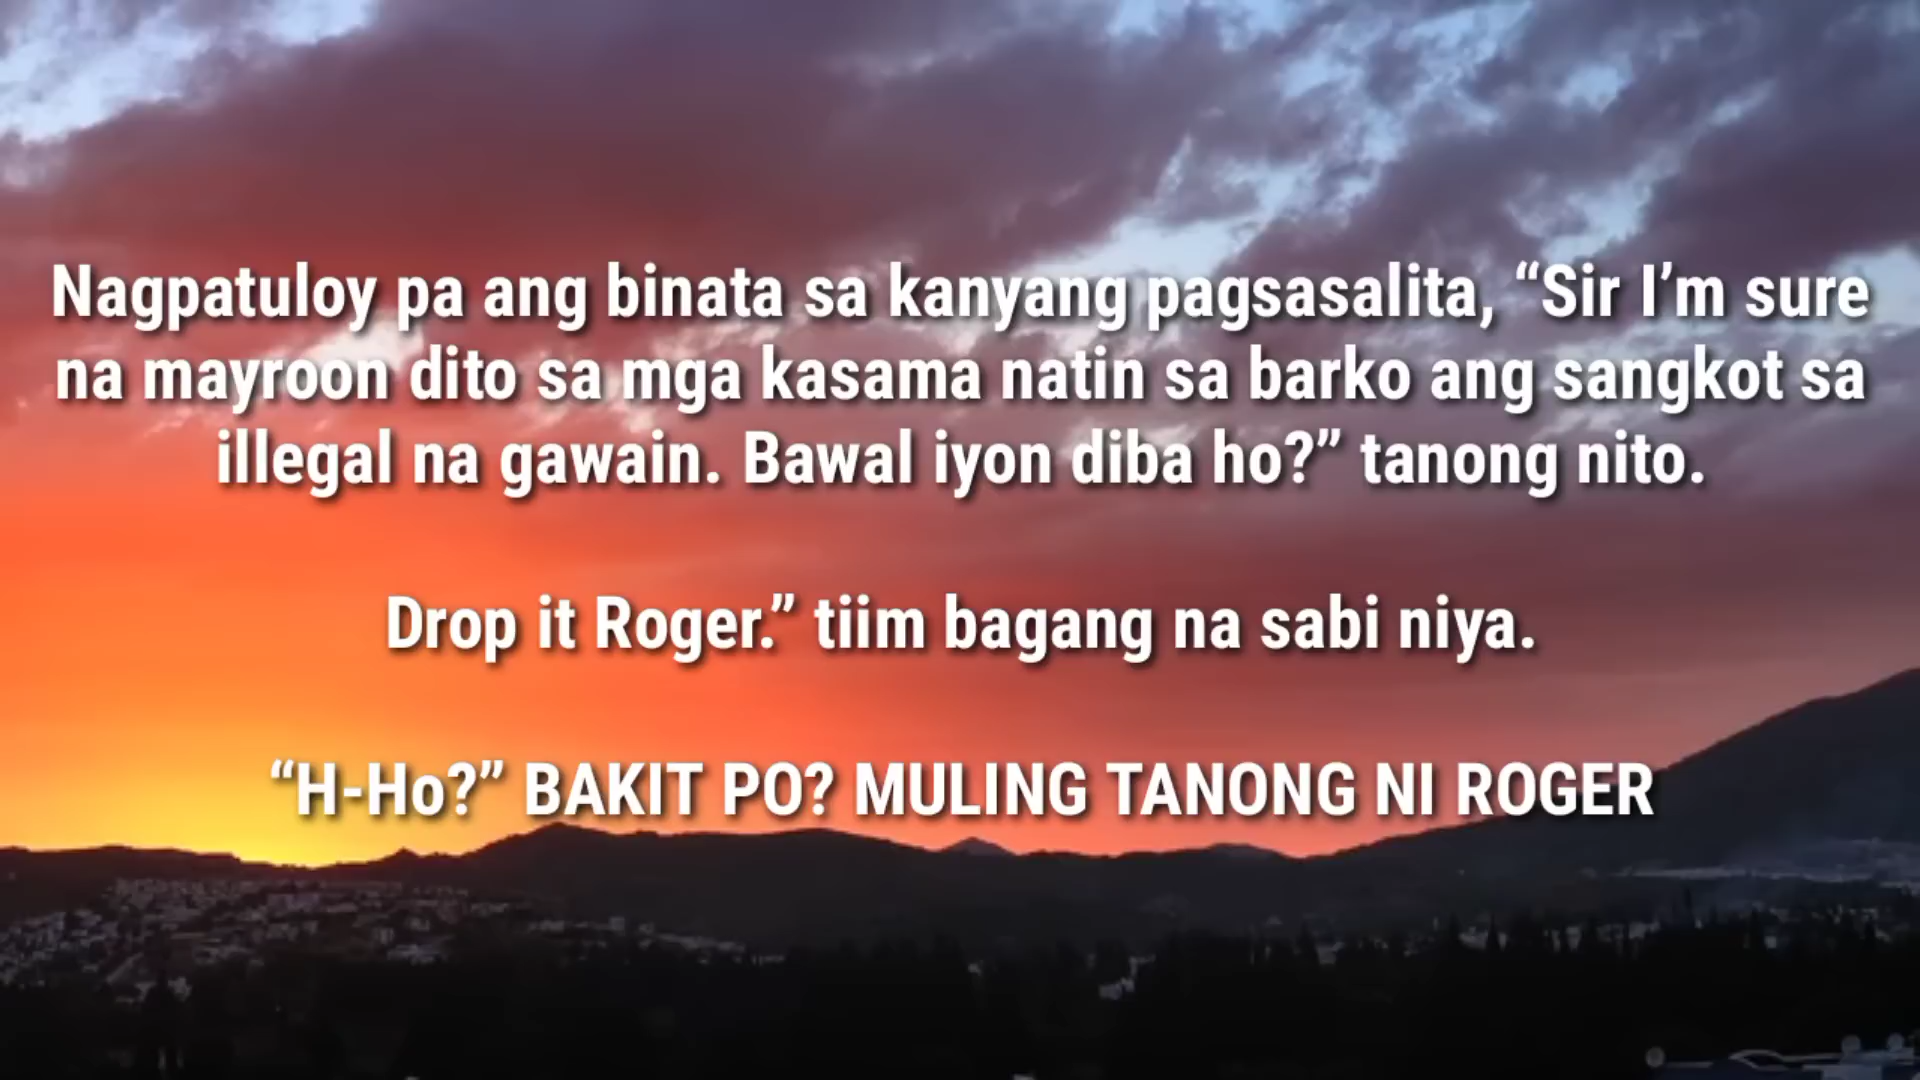 Nagpatuloy pa ang binata sa kanyang pagsasalita, “Sir I’m sure
na mayroon dito sa mga kasama natin sa barko ang sangkot sa
illegal na gawain. Bawal iyon diba ho?” tanong nito.
Drop it Roger.” tiim bagang na sabi niya.
“H-Ho?” BAKIT PO? MULING TANONG NI ROGER